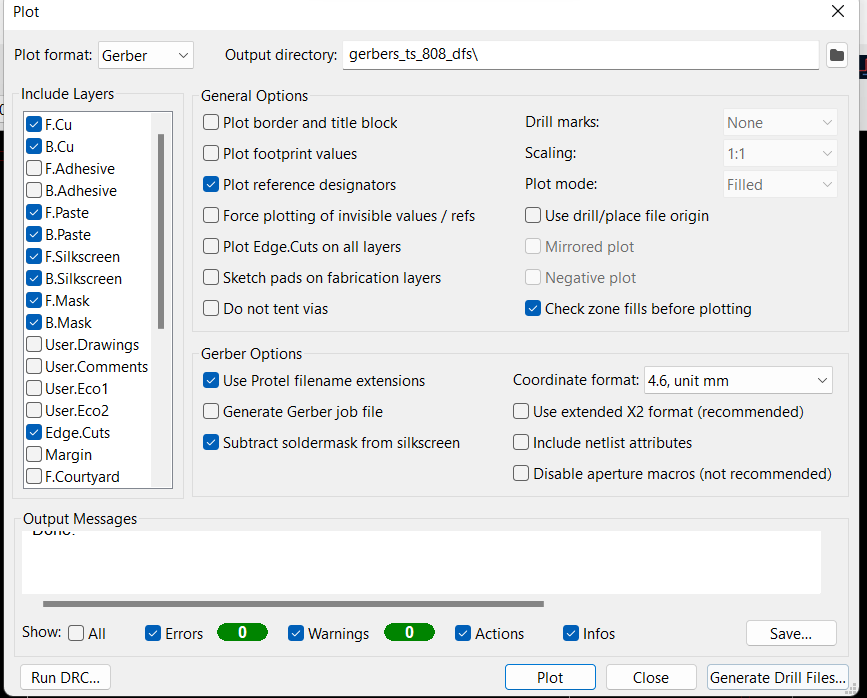 Plot
Plot format: Gerber Output directory: gerbers_ts_808_dfs\
Include Layers
F.Cu
B.Cu
F.Adhesive
B.Adhesive
F.Paste
B.Paste
F.Silkscreen
B.Silkscreen
F.Mask
B.Mask
User.Drawings
User.Comments
User.Eco1
User.Eco2
Edge.Cuts
Margin
F.Courtyard
General Options
Plot border and title block
Plot footprint values
Plot reference designators
Force plotting of invisible values / refs
Plot Edge.Cuts on all layers
Sketch pads on fabrication layers
Do not tent vias
Drill marks: None
Scaling: 1:1
Plot mode: Filled
Use drill/place file origin
Mirrored plot
Negative plot
Check zone fills before plotting
Gerber Options
Use Protel filename extensions
Generate Gerber job file
Subtract soldermask from silkscreen
Coordinate format: 4.6, unit mm
Use extended X2 format (recommended)
Include netlist attributes
Disable aperture macros (not recommended)
Output Messages
Done.
Show: All Errors 0 Warnings 0 Actions Infos Save...
Run DRC... Plot Close Generate Drill Files...